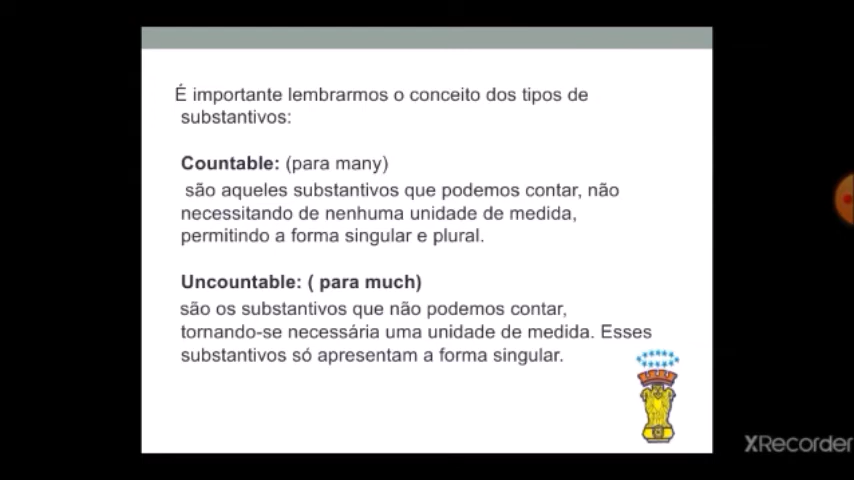 É importante lembrarmos o conceito dos tipos de
substantivos:
Countable: (para many)
são aqueles substantivos que podemos contar, não
necessitando de nenhuma unidade de medida,
permitindo a forma singular e plural.
Uncountable: ( para much)
são os substantivos que não podemos contar,
tornando-se necessária uma unidade de medida. Esses
substantivos só apresentam a forma singular.
XRecorder